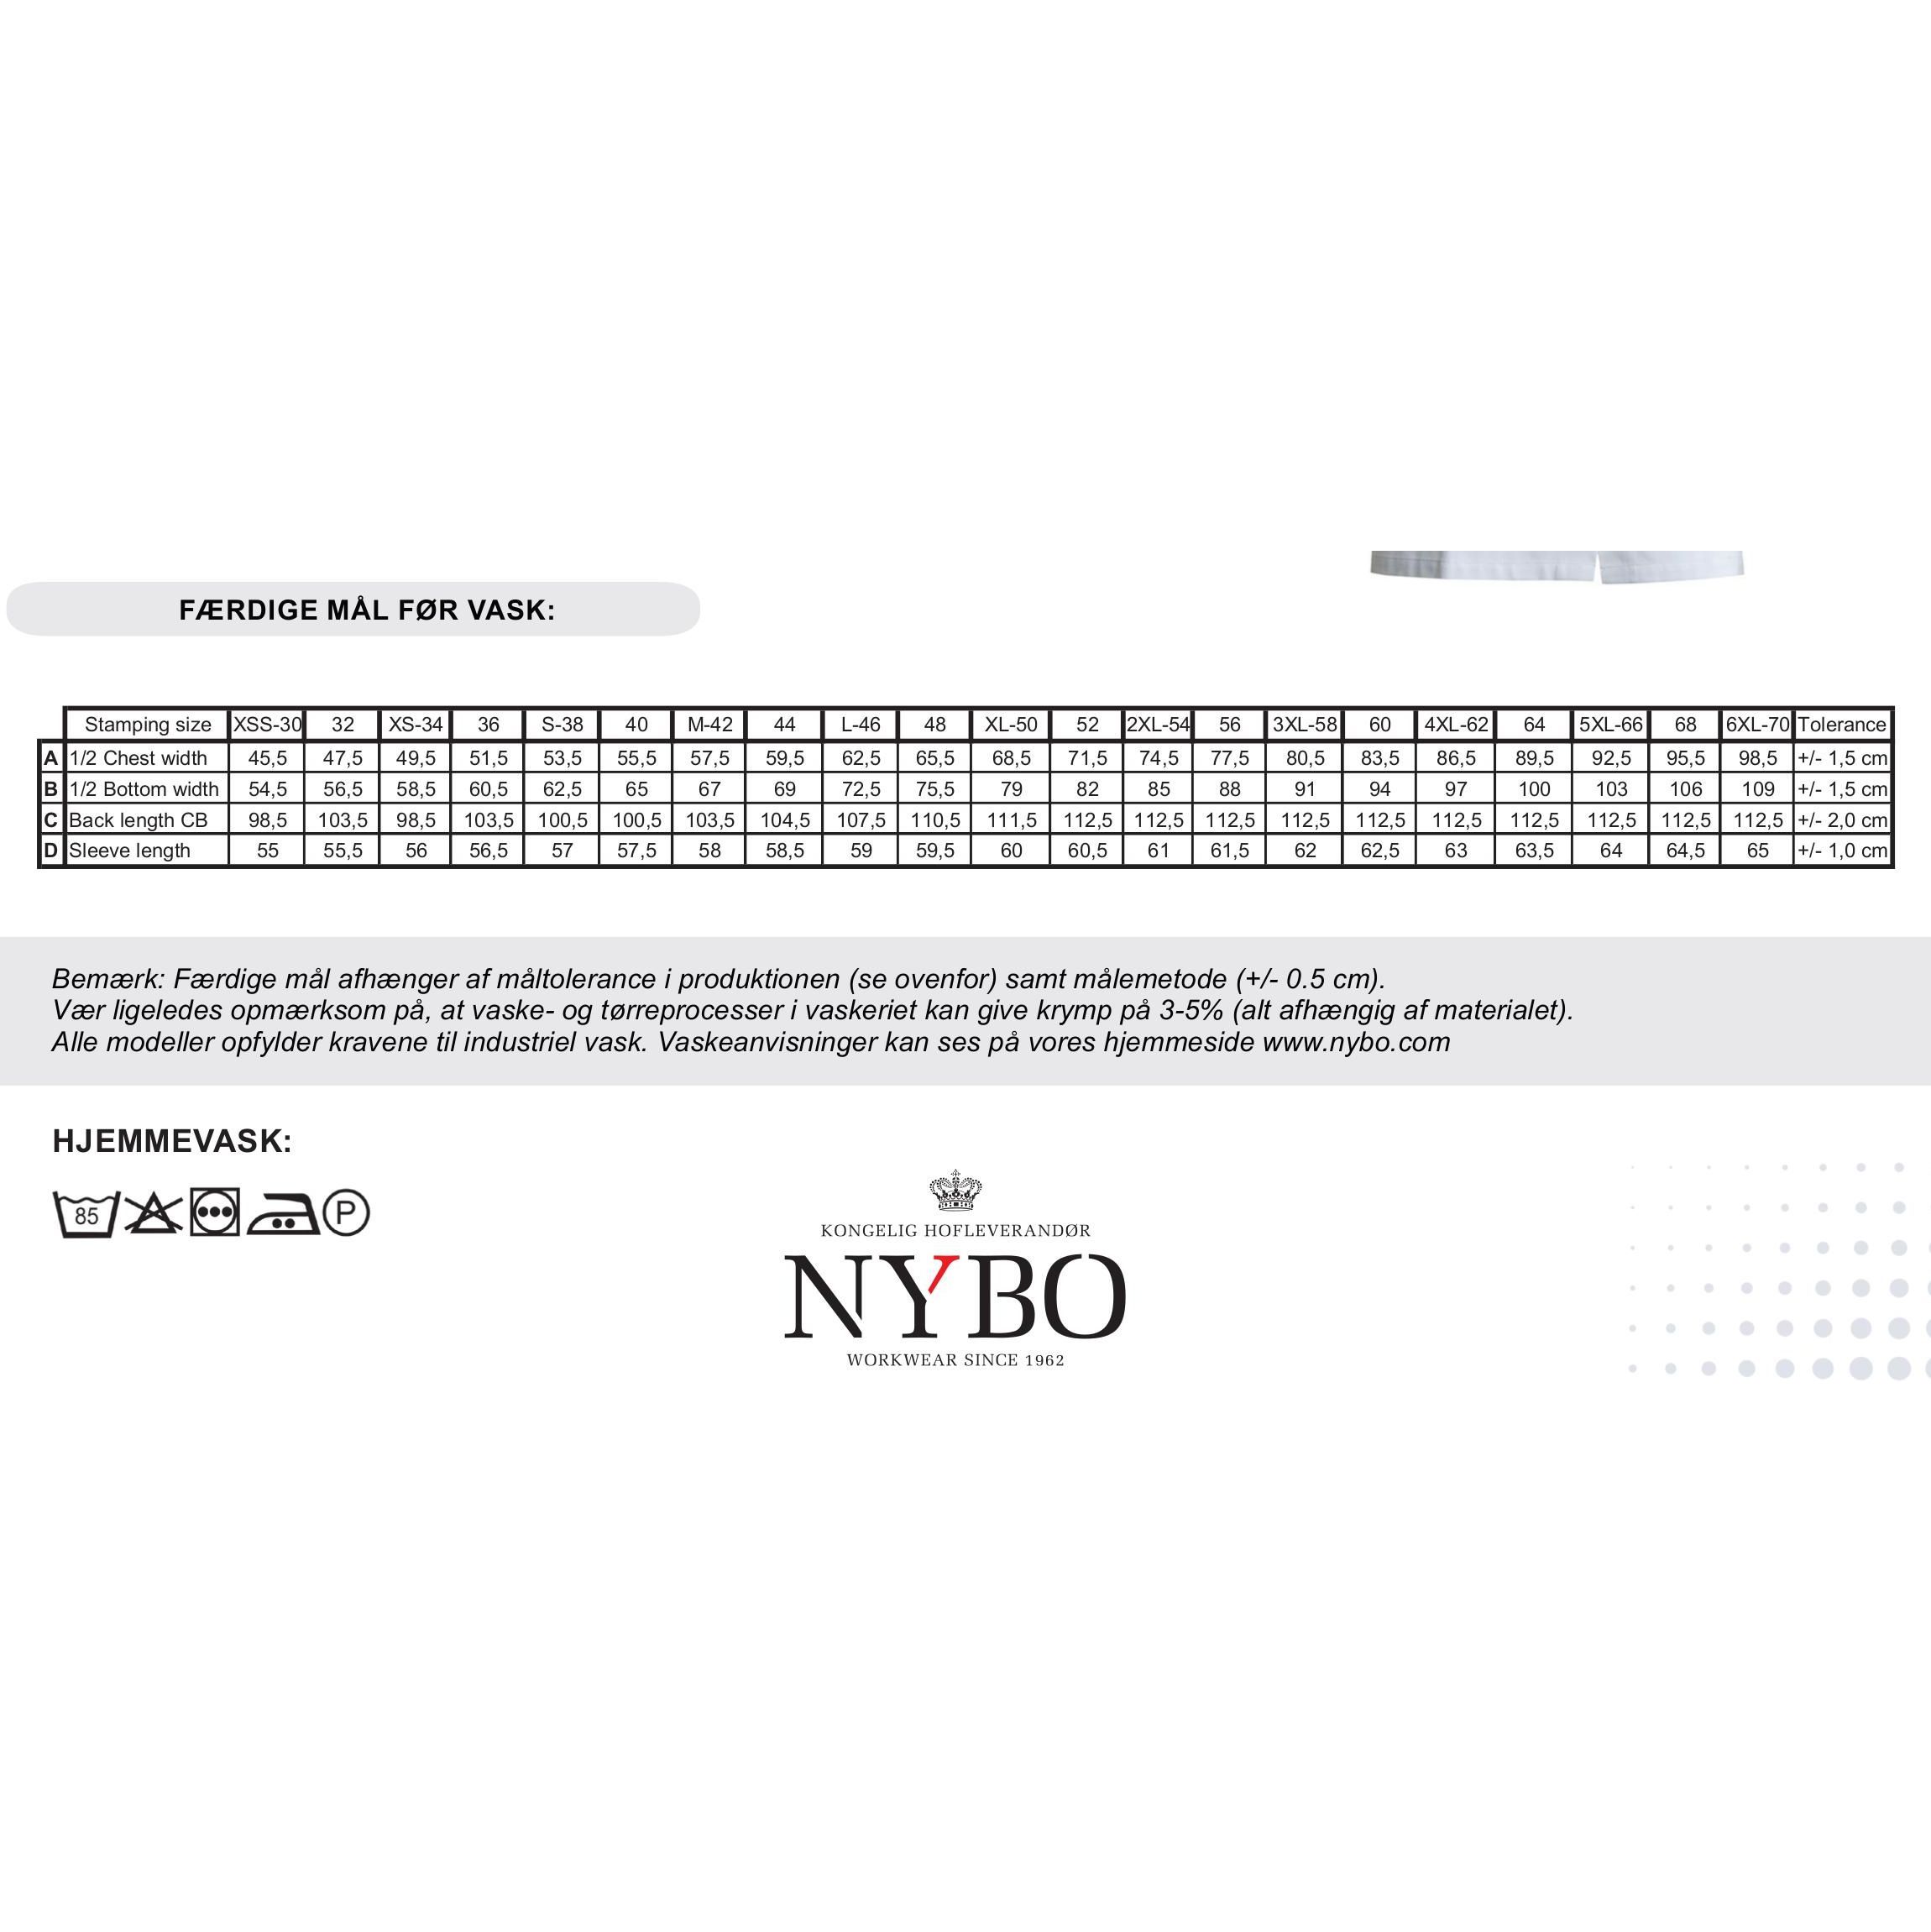 FÆRDIGE MÅL FØR VASK:
Stamping size XSS-30 32 XS-34 36 S-38 40 M-42 44 L-46 48 XL-50 52 2XL-54 56 3XL-58 60 4XL-62 64 5XL-66 68 6XL-70 Tolerance
A 1/2 Chest width 45,5 47,5 49,5 51,5 53,5 55,5 57,5 59,5 62,5 65,5 68,5 71,5 74,5 77,5 80,5 83,5 86,5 89,5 92,5 95,5 98,5 +/- 1,5 cm
B 1/2 Bottom width 54,5 56,5 58,5 60,5 62,5 65 67 69 72,5 75,5 79 82 85 88 91 94 97 100 103 106 109 +/- 1,5 cm
C Back length CB 98,5 103,5 98,5 103,5 100,5 100,5 103,5 104,5 107,5 110,5 111,5 112,5 112,5 112,5 112,5 112,5 112,5 112,5 112,5 112,5 112,5 +/- 2,0 cm
D Sleeve length 55 55,5 56 56,5 57 57,5 58 58,5 59 59,5 60 60,5 61 61,5 62 62,5 63 63,5 64 64,5 65 +/- 1,0 cm
Bemærk: Færdige mål afhænger af måltolerance i produktionen (se ovenfor) samt målemetode (+/- 0.5 cm).
Vær ligeledes opmærksom på, at vaske- og tørreprocesser i vaskeriet kan give krymp på 3-5% (alt afhængig af materialet).
Alle modeller opfylder kravene til industriel vask. Vaskeanvisninger kan ses på vores hjemmeside www.nybo.com
HJEMMEVASK:
85 P
KONGELIG HOFLEVERANDØR
NYBO
WORKWEAR SINCE 1962